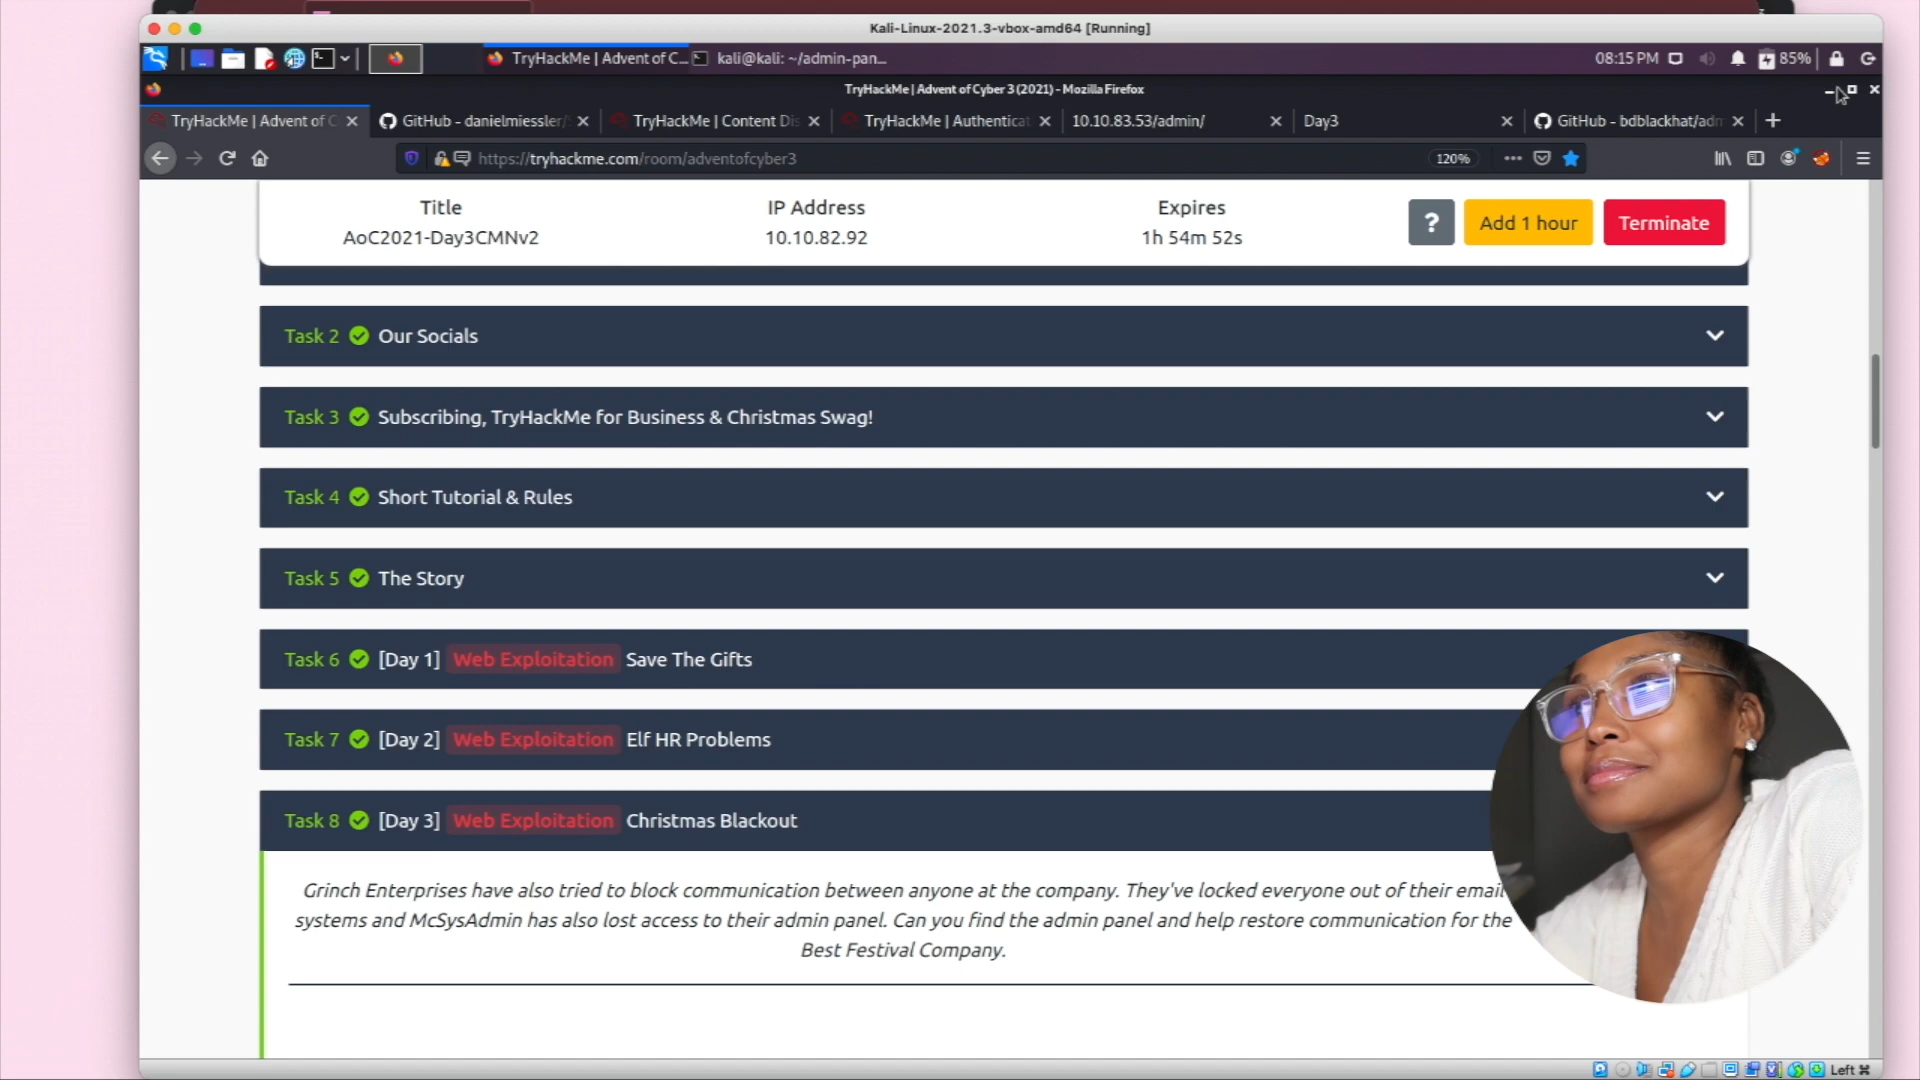 Kali-Linux-2021.3-vbox-amd64 [Running]
TryHackMe | Advent of C...
kali@kali: ~/admin-pan...
08:15 PM
85%
TryHackMe | Advent of Cyber 3 (2021) - Mozilla Firefox
TryHackMe | Advent of C
GitHub - danielmiessler/
TryHackMe | Content Dis
TryHackMe | Authenticat
10.10.83.53/admin/
Day3
GitHub - bdblackhat/adm
https://tryhackme.com/room/adventofcyber3
120%
Title
IP Address
Expires
AoC2021-Day3CMNv2
10.10.82.92
1h 54m 52s
?
Add 1 hour
Terminate
Task 2 Our Socials
Task 3 Subscribing, TryHackMe for Business & Christmas Swag!
Task 4 Short Tutorial & Rules
Task 5 The Story
Task 6 [Day 1] Web Exploitation Save The Gifts
Task 7 [Day 2] Web Exploitation Elf HR Problems
Task 8 [Day 3] Web Exploitation Christmas Blackout
Grinch Enterprises have also tried to block communication between anyone at the company. They've locked everyone out of their email
systems and McSysAdmin has also lost access to their admin panel. Can you find the admin panel and help restore communication for the
Best Festival Company.
Left ⌘